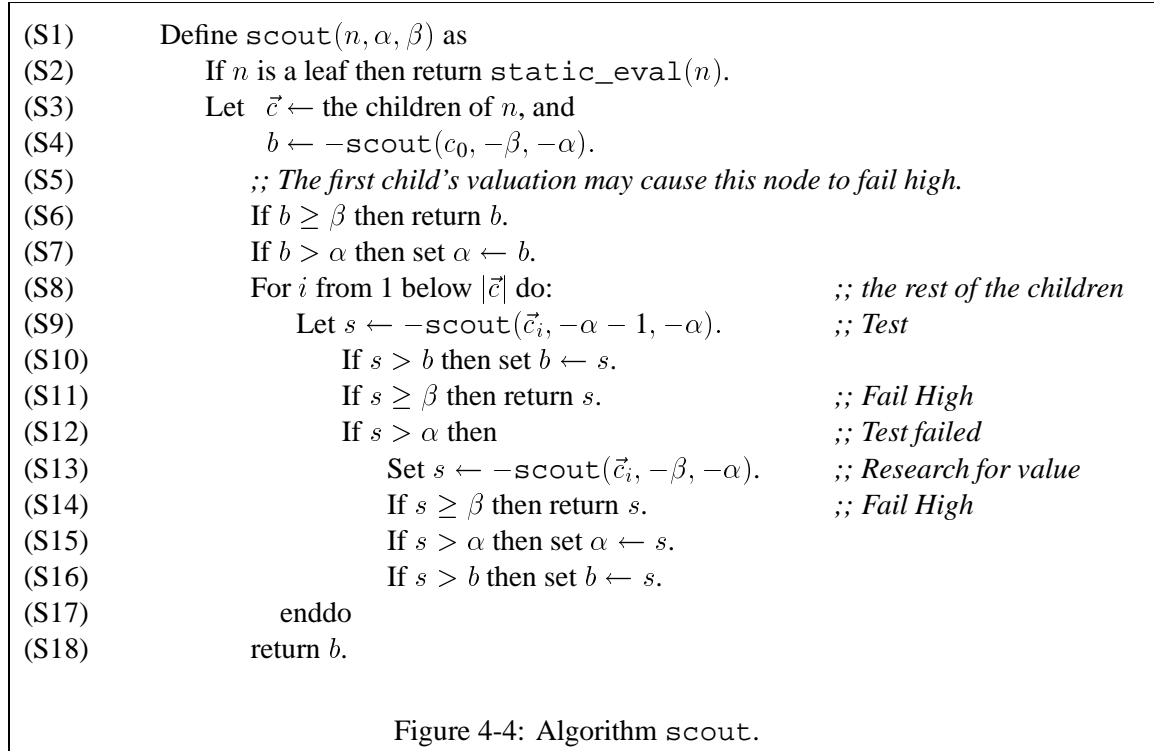 (S1) Define scout(n, α, β) as
(S2) If n is a leaf then return static_eval(n).
(S3) Let c⃗ ← the children of n, and
(S4) b ← −scout(c₀, −β, −α).
(S5) ;; The first child's valuation may cause this node to fail high.
(S6) If b ≥ β then return b.
(S7) If b > α then set α ← b.
(S8) For i from 1 below |c⃗| do: ;; the rest of the children
(S9) Let s ← −scout(c⃗ᵢ, −α − 1, −α). ;; Test
(S10) If s > b then set b ← s.
(S11) If s ≥ β then return s. ;; Fail High
(S12) If s > α then ;; Test failed
(S13) Set s ← −scout(c⃗ᵢ, −β, −α). ;; Research for value
(S14) If s ≥ β then return s. ;; Fail High
(S15) If s > α then set α ← s.
(S16) If s > b then set b ← s.
(S17) enddo
(S18) return b.
Figure 4-4: Algorithm scout.